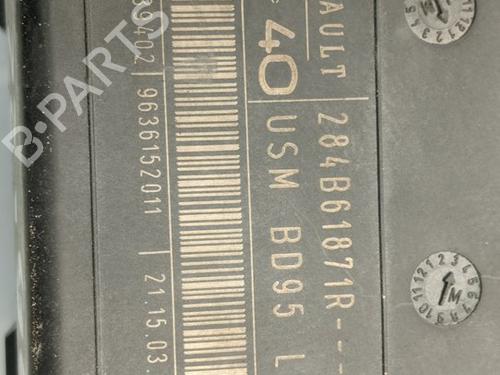 AULT 284B61871R---
40 USM BD95 L
39402 9636152011 21.15.03.
B-PARTS